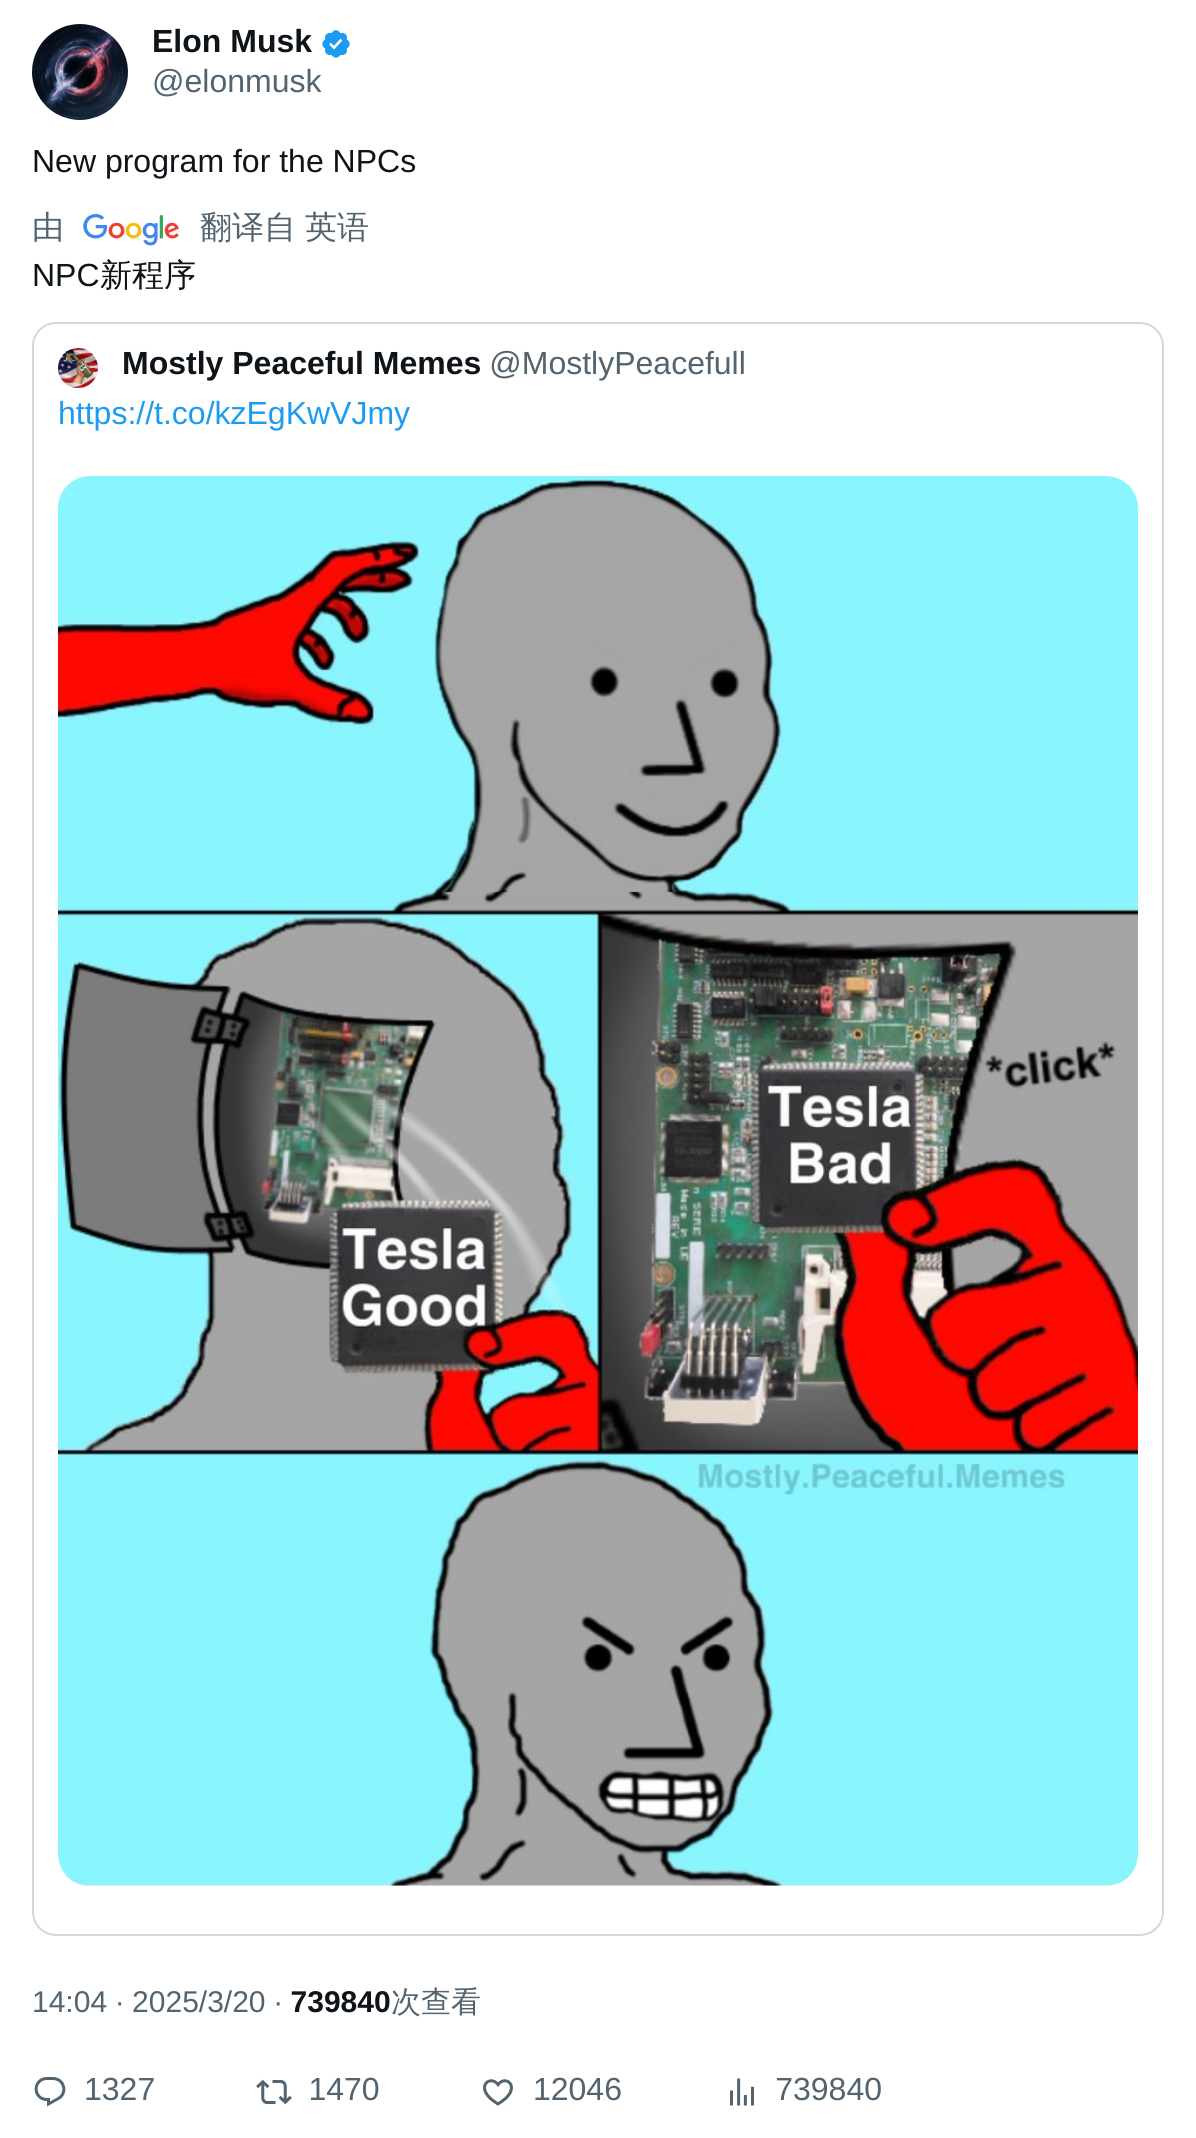 Elon Musk
@elonmusk
New program for the NPCs
由 Google 翻译自 英语
NPC新程序
Mostly Peaceful Memes @MostlyPeacefull
https://t.co/kzEgKwVJmy
Tesla
Good
Tesla
Bad
*click*
Mostly.Peaceful.Memes
14:04 · 2025/3/20 · 739840次查看
1327 1470 12046 739840